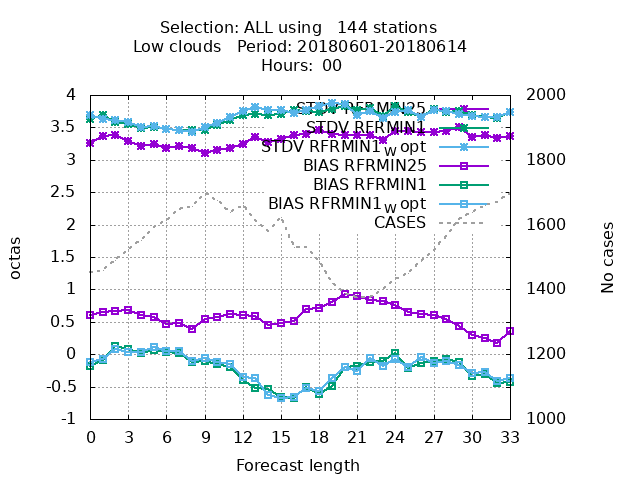 Selection: ALL using   144 stations
Low clouds   Period: 20180601-20180614
Hours:  00
octas
No cases
4
3.5
3
2.5
2
1.5
1
0.5
0
-0.5
-1
2000
1800
1600
1400
1200
1000
STDV RFRMIN25
STDV RFRMIN1
STDV RFRMIN1_W opt
BIAS RFRMIN25
BIAS RFRMIN1
BIAS RFRMIN1_W opt
CASES
0 3 6 9 12 15 18 21 24 27 30 33
Forecast length